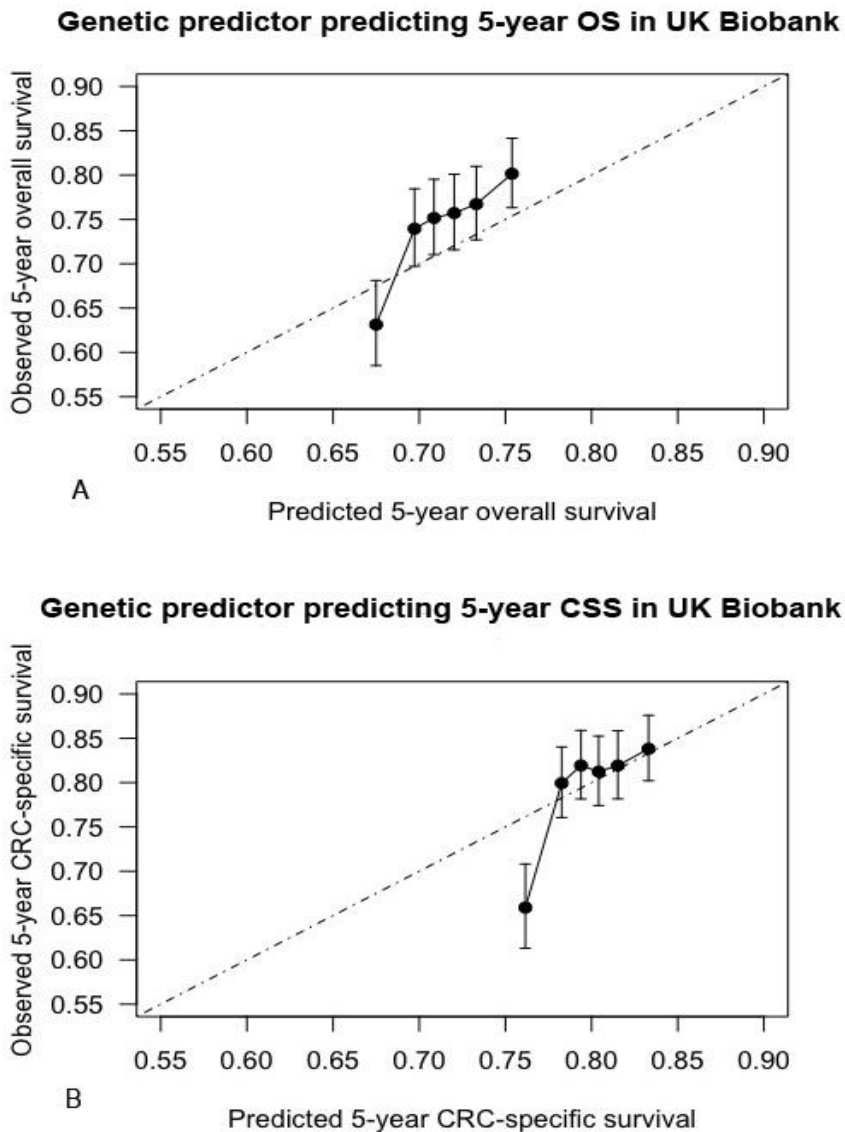 Genetic predictor predicting 5-year OS in UK Biobank
Observed 5-year overall survival
0.90
0.85
0.80
0.75
0.70
0.65
0.60
0.55
0.55 0.60 0.65 0.70 0.75 0.80 0.85 0.90
A
Predicted 5-year overall survival
Genetic predictor predicting 5-year CSS in UK Biobank
Observed 5-year CRC-specific survival
0.90
0.85
0.80
0.75
0.70
0.65
0.60
0.55
0.55 0.60 0.65 0.70 0.75 0.80 0.85 0.90
B
Predicted 5-year CRC-specific survival